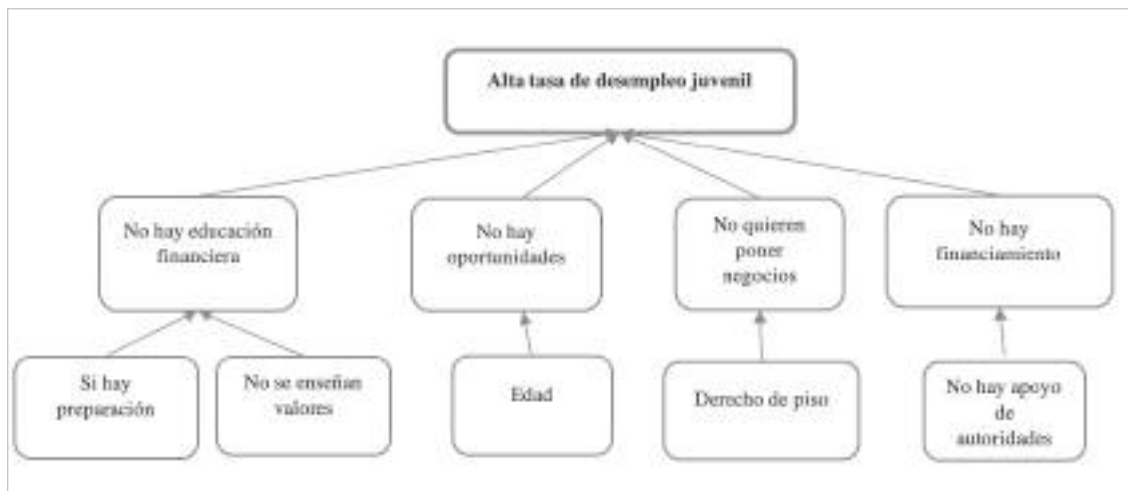 Alta tasa de desempleo juvenil
No hay educación
financiera
No hay
oportunidades
No quieren
poner
negocios
No hay
financiamiento
Si hay
preparación
No se enseñan
valores
Edad
Derecho de piso
No hay apoyo
de
autoridades